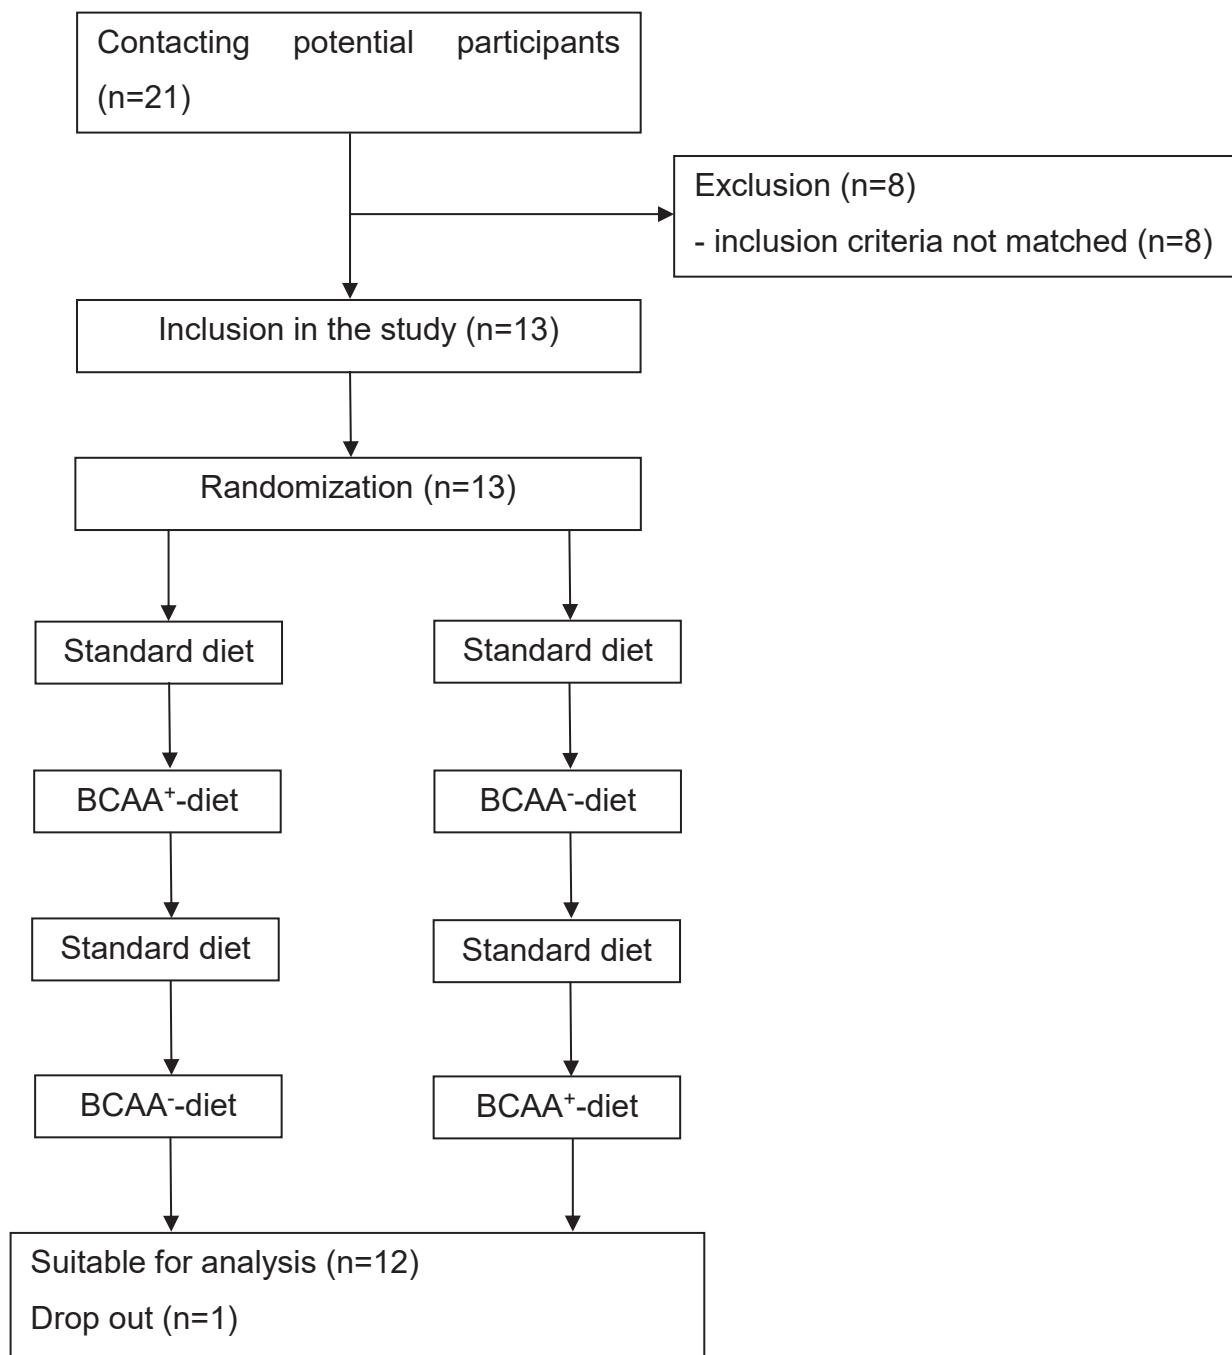 Contacting potential participants
(n=21)
Exclusion (n=8)
- inclusion criteria not matched (n=8)
Inclusion in the study (n=13)
Randomization (n=13)
Standard diet
Standard diet
BCAA⁺-diet
BCAA⁻-diet
Standard diet
Standard diet
BCAA⁻-diet
BCAA⁺-diet
Suitable for analysis (n=12)
Drop out (n=1)